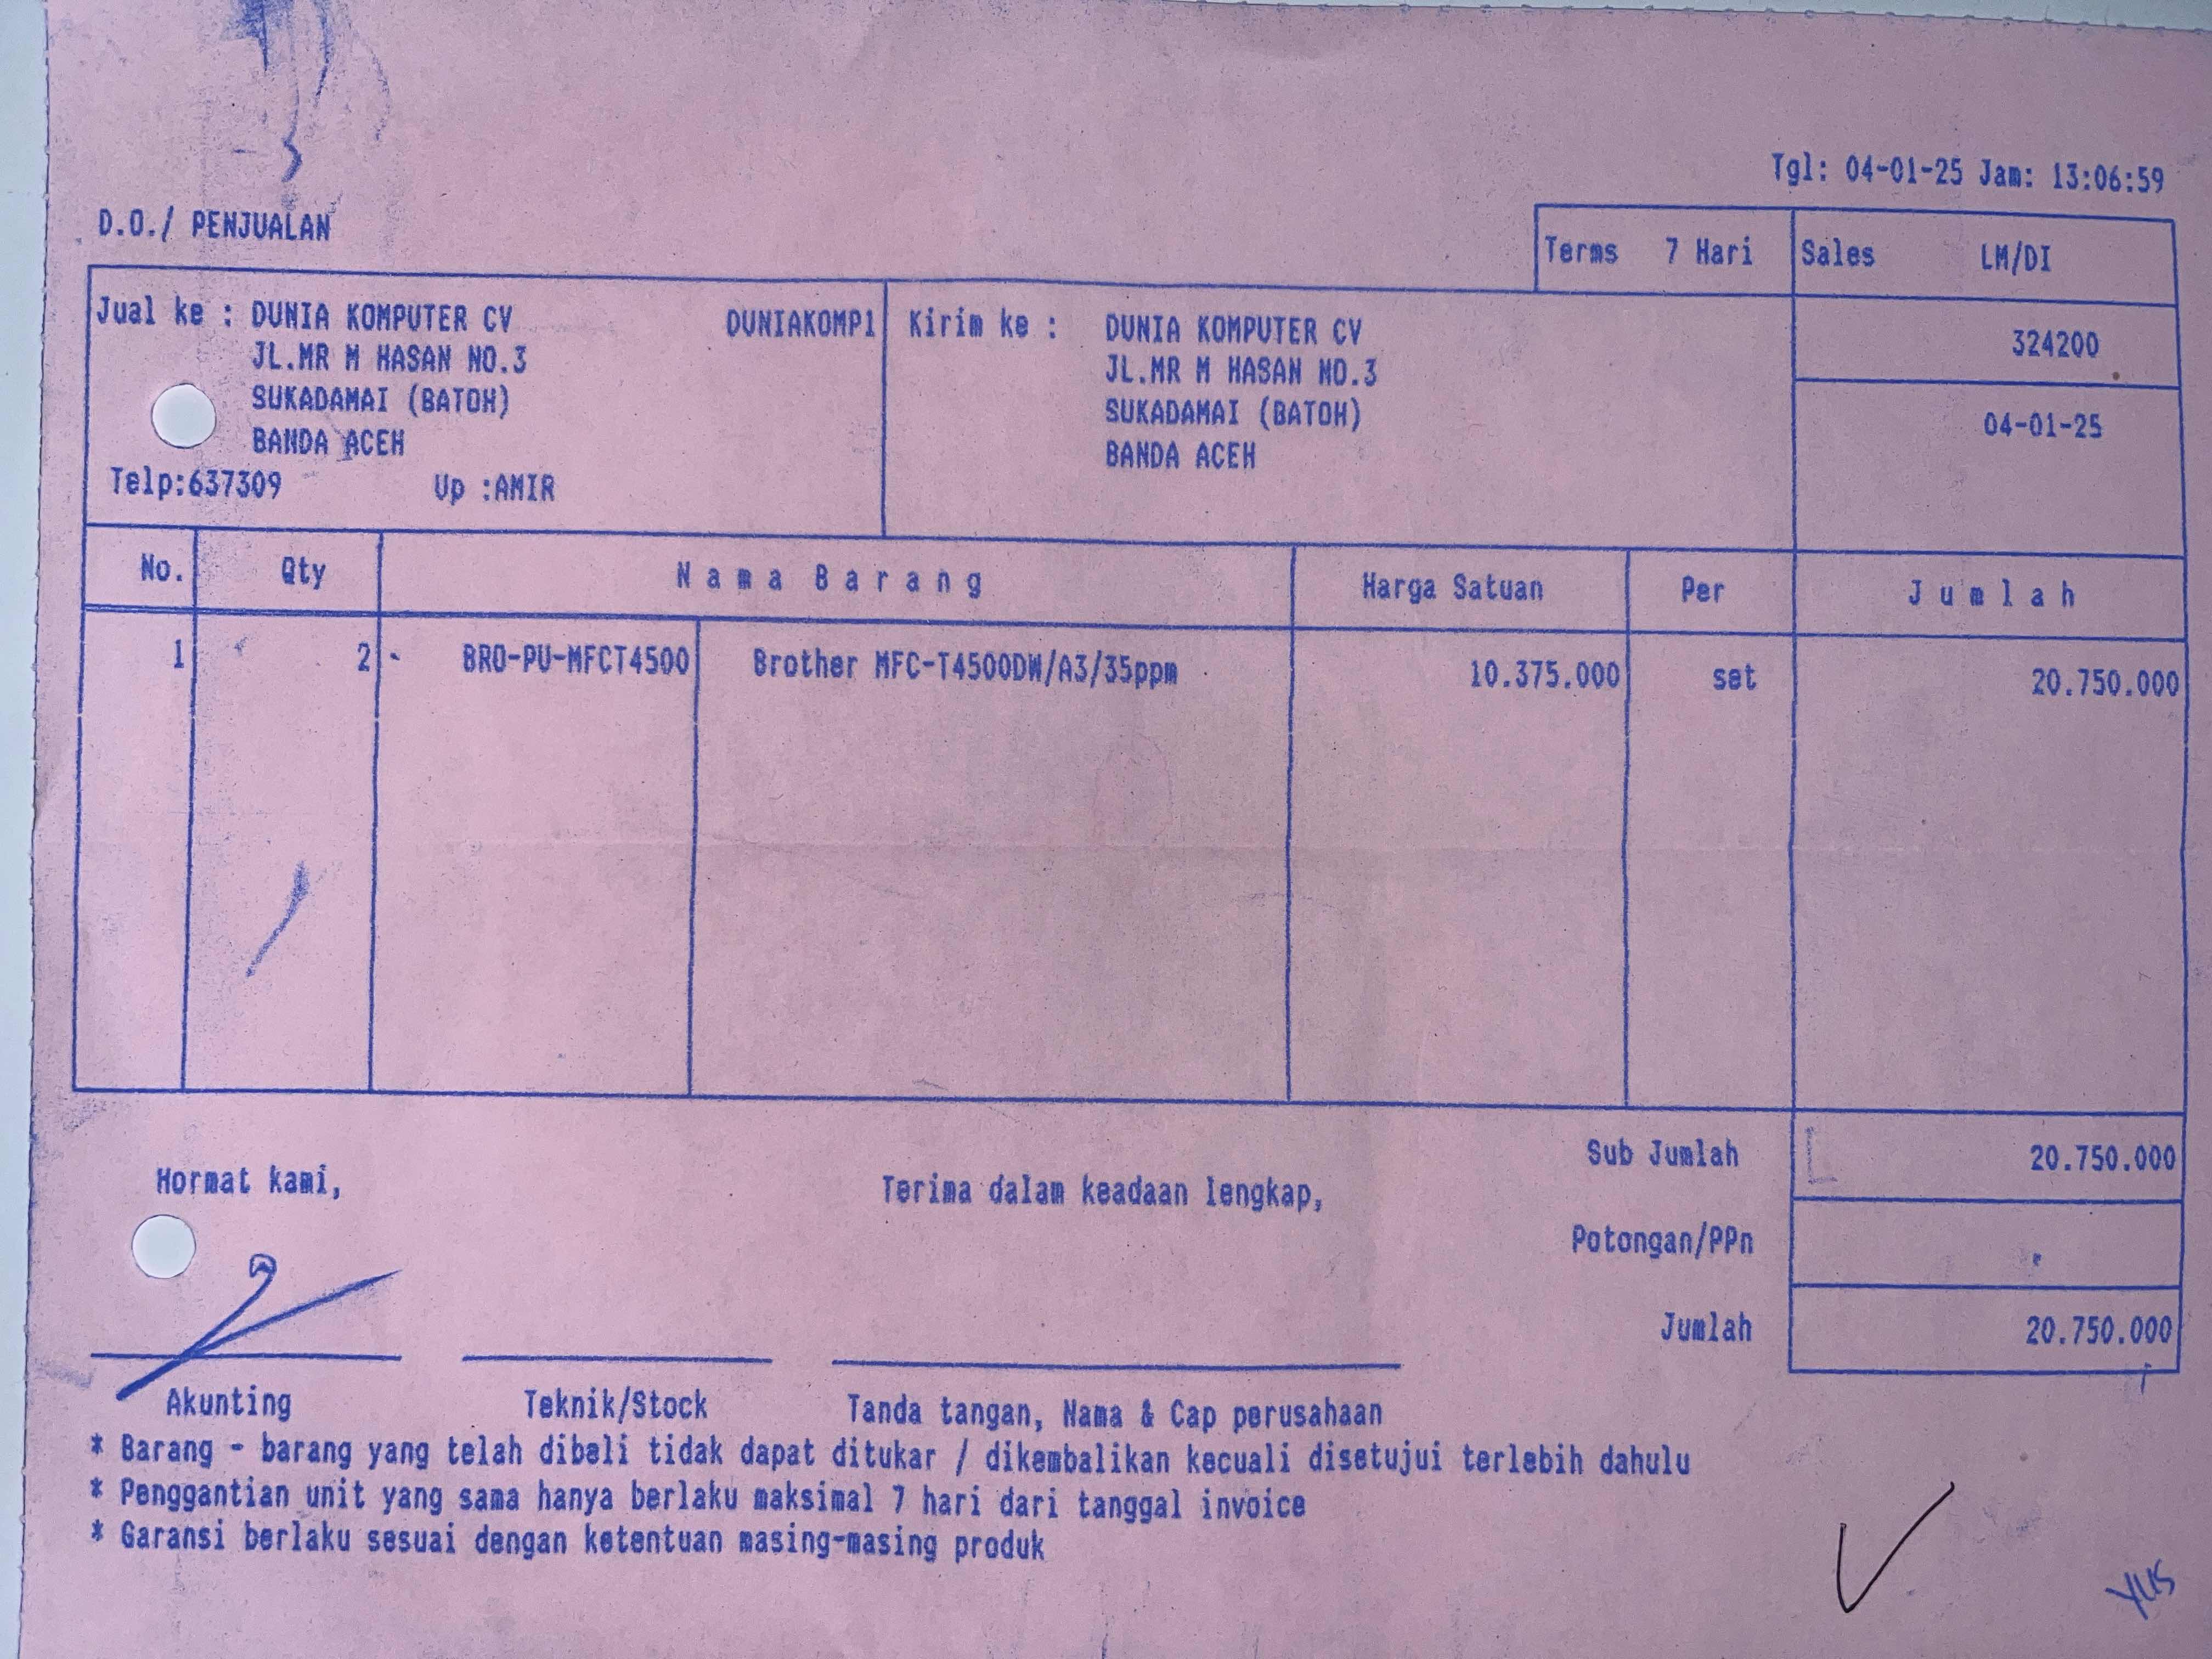 Tgl: 04-01-25 Jam: 13:06:59
D.O./ PENJUALAN
Terms 7 Hari Sales LM/DI
Jual ke : DUNIA KOMPUTER CV DUNIAKOMP1 Kirim ke : DUNIA KOMPUTER CV 324200
JL.MR M HASAN NO.3 JL.MR M HASAN NO.3
SUKADAMAI (BATOH) SUKADAMAI (BATOH) 04-01-25
BANDA ACEH BANDA ACEH
Telp:637309 Up :AMIR
No. Qty Nama Barang Harga Satuan Per Jumlah
1 2 - BRO-PU-MFCT4500 Brother MFC-T4500DW/A3/35ppm 10.375.000 set 20.750.000
Sub Jumlah 20.750.000
Hormat kami, Terima dalam keadaan lengkap,
Potongan/PPn
Jumlah 20.750.000
Akunting Teknik/Stock Tanda tangan, Nama & Cap perusahaan
* Barang - barang yang telah dibeli tidak dapat ditukar / dikembalikan kecuali disetujui terlebih dahulu
* Penggantian unit yang sama hanya berlaku maksimal 7 hari dari tanggal invoice
* Garansi berlaku sesuai dengan ketentuan masing-masing produk